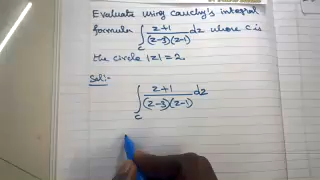 Evaluate using Cauchy's integral
formula ∫_C (z+1)/((z-3)(z-1)) dz where C is
the circle |z|=2.
Sol:-
∫_C (z+1)/((z-3)(z-1)) dz